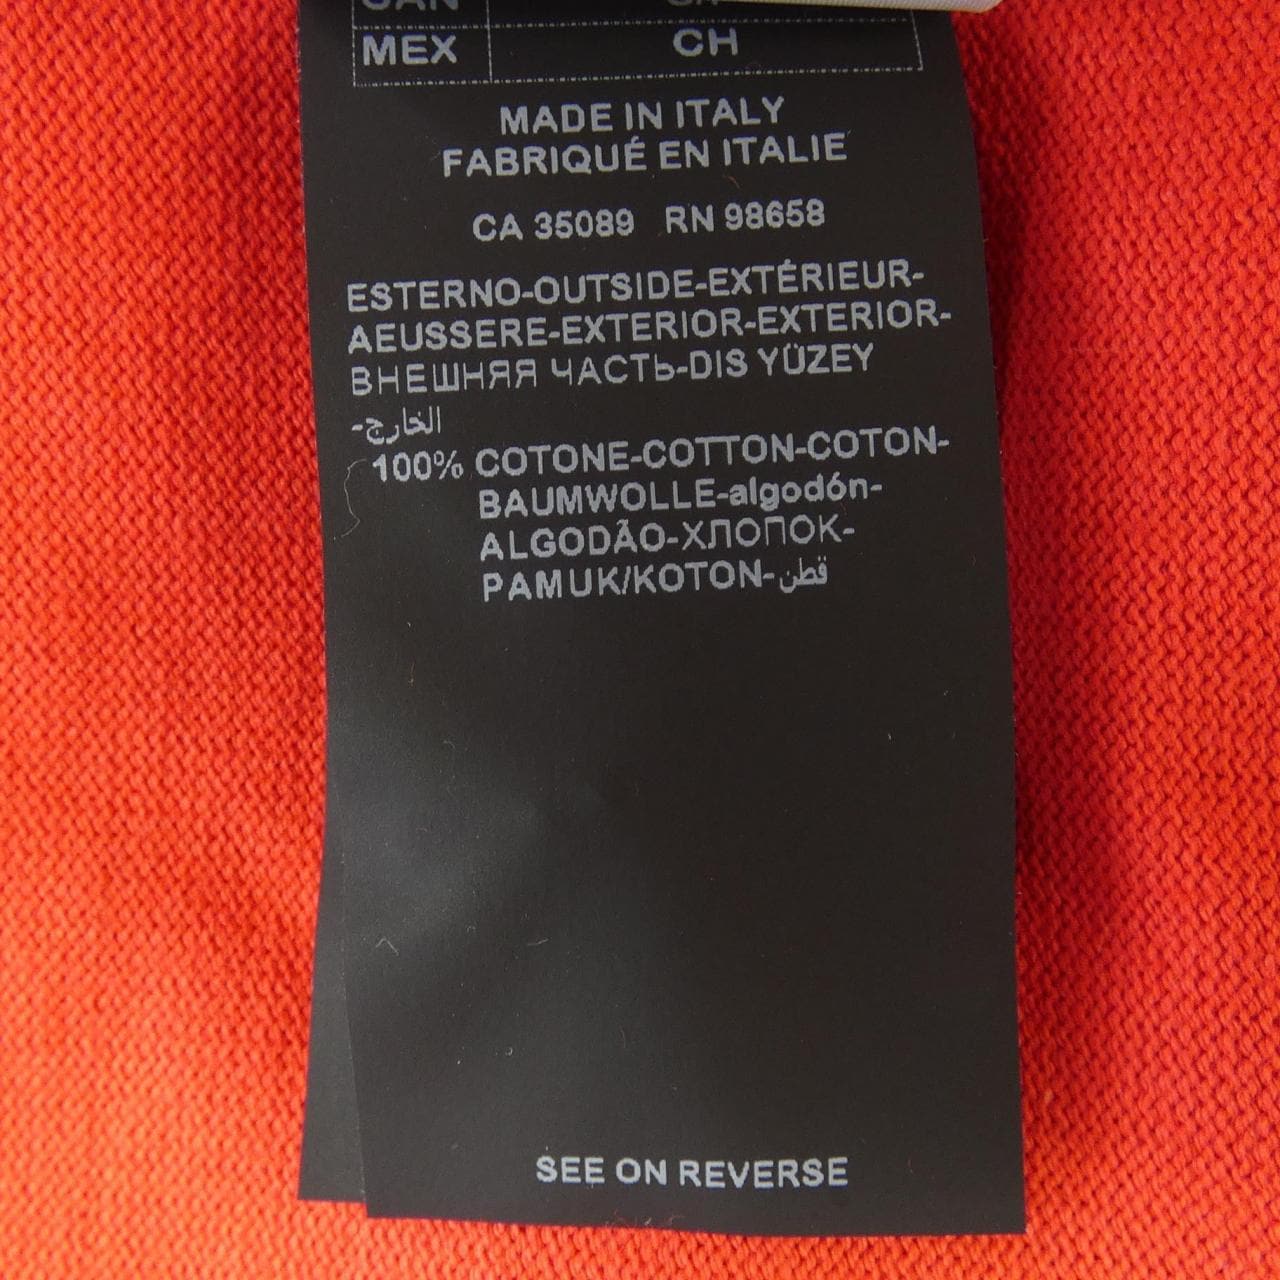 CAN
MEX CH
MADE IN ITALY
FABRIQUÉ EN ITALIE
CA 35089 RN 98658
ESTERNO-OUTSIDE-EXTÉRIEUR-
AEUSSERE-EXTERIOR-EXTERIOR-
ВНЕШНЯЯ ЧАСТЬ-DIS YÜZEY
-الخارج
100% COTONE-COTTON-COTON-
BAUMWOLLE-algodón-
ALGODÃO-ХЛОПОК-
PAMUK/KOTON-قطن
SEE ON REVERSE